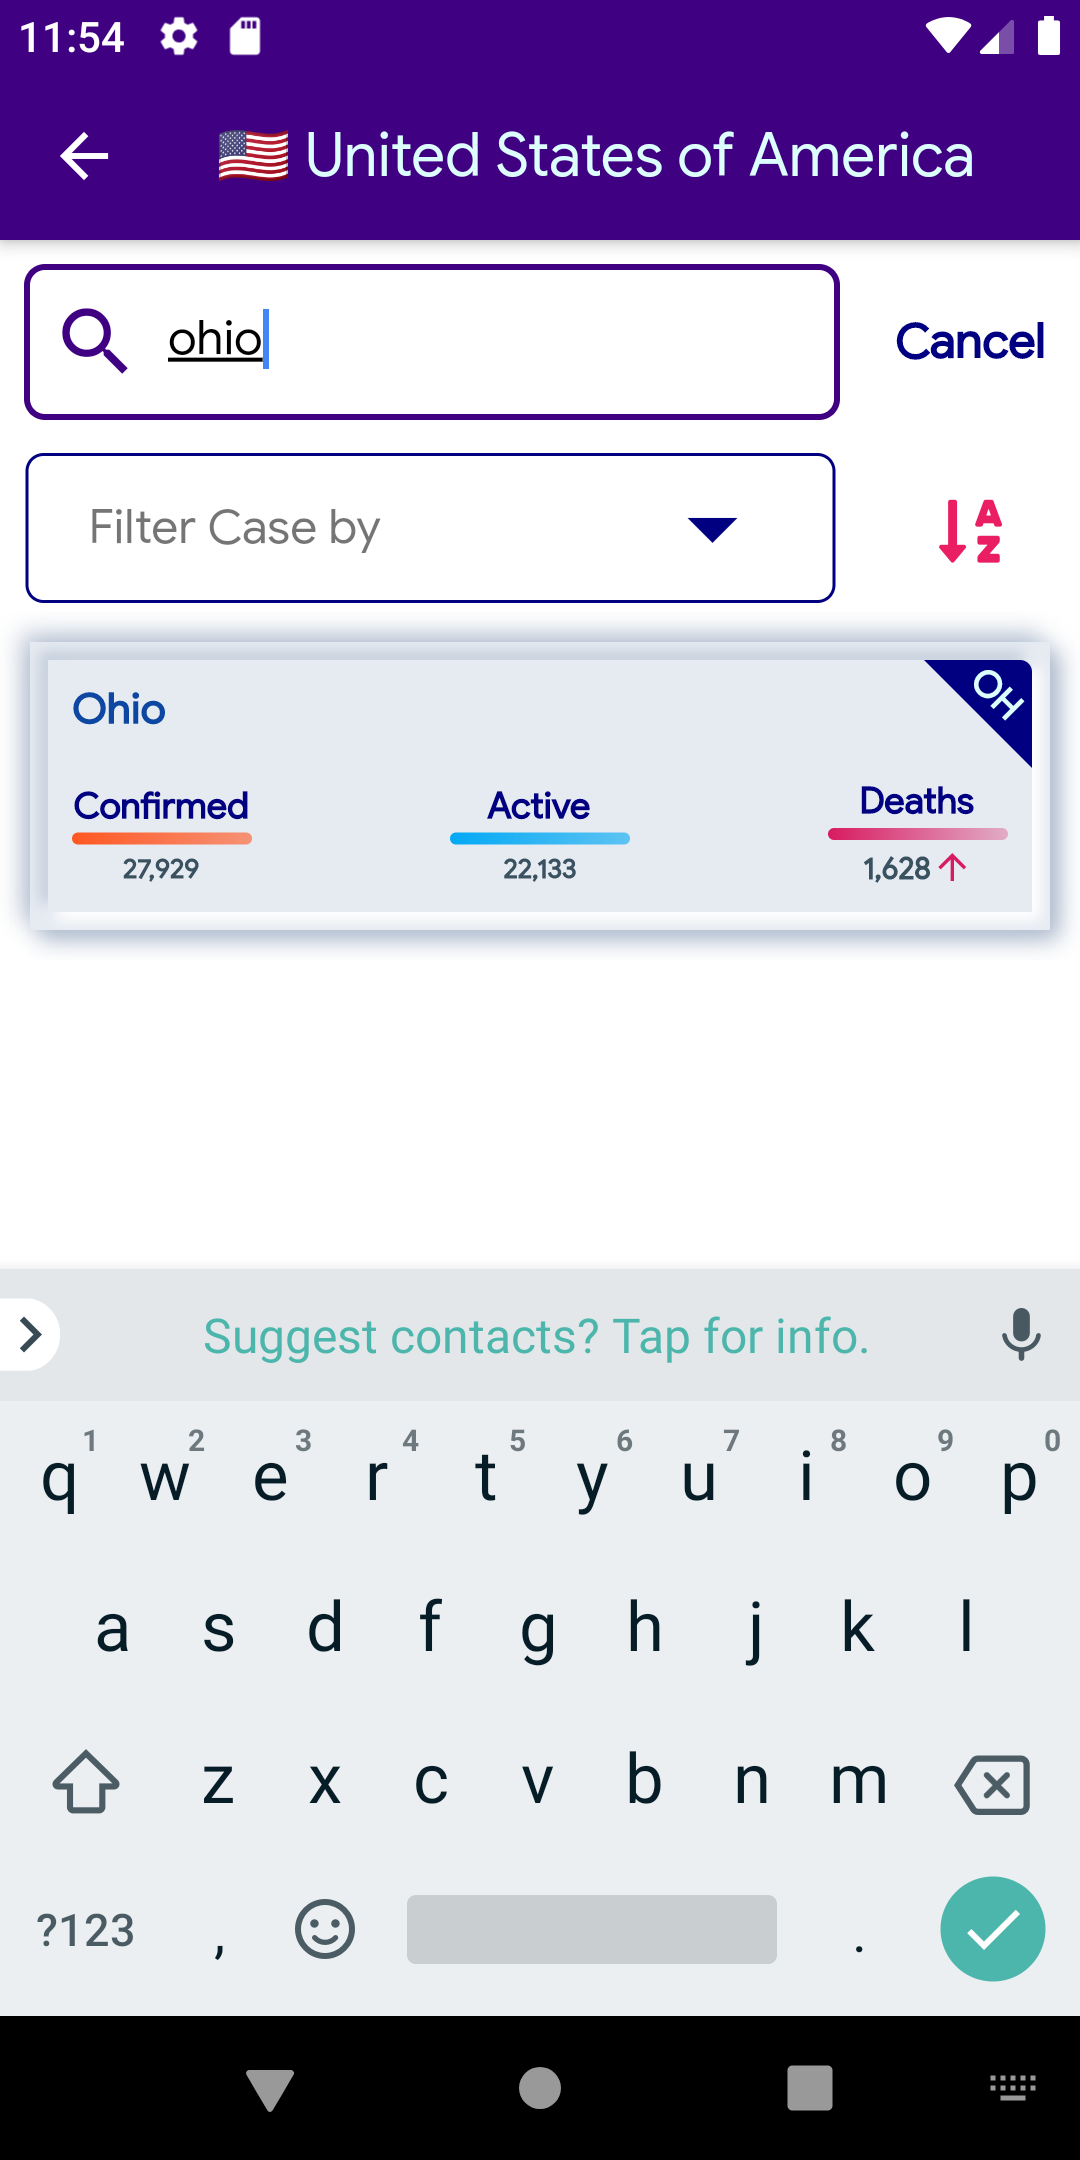 11:54
🇺🇸 United States of America
ohio
Cancel
Filter Case by
A
Z
Ohio
OH
Confirmed
Active
Deaths
27,929
22,133
1,628
Suggest contacts? Tap for info.
1 2 3 4 5 6 7 8 9 0
q w e r t y u i o p
a s d f g h j k l
z x c v b n m
?123 , .